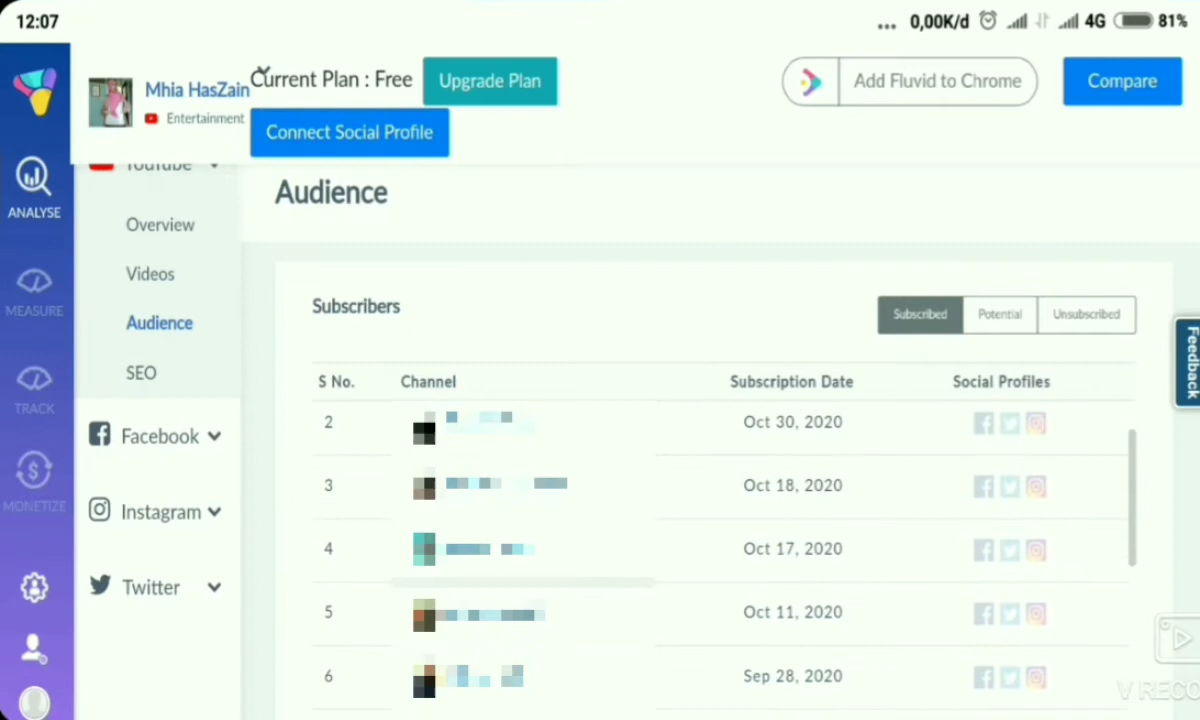 12:07
... 0,00K/d 4G 81%
Mhia HasZain
Entertainment
Current Plan : Free
Upgrade Plan
Connect Social Profile
Add Fluvid to Chrome
Compare
ANALYSE
MEASURE
TRACK
MONETIZE
YouTube
Overview
Videos
Audience
SEO
Facebook
Instagram
Twitter
Audience
Subscribers
Subscribed Potential Unsubscribed
S No. Channel Subscription Date Social Profiles
2 Oct 30, 2020
3 Oct 18, 2020
4 Oct 17, 2020
5 Oct 11, 2020
6 Sep 28, 2020
Feedback
V RECO